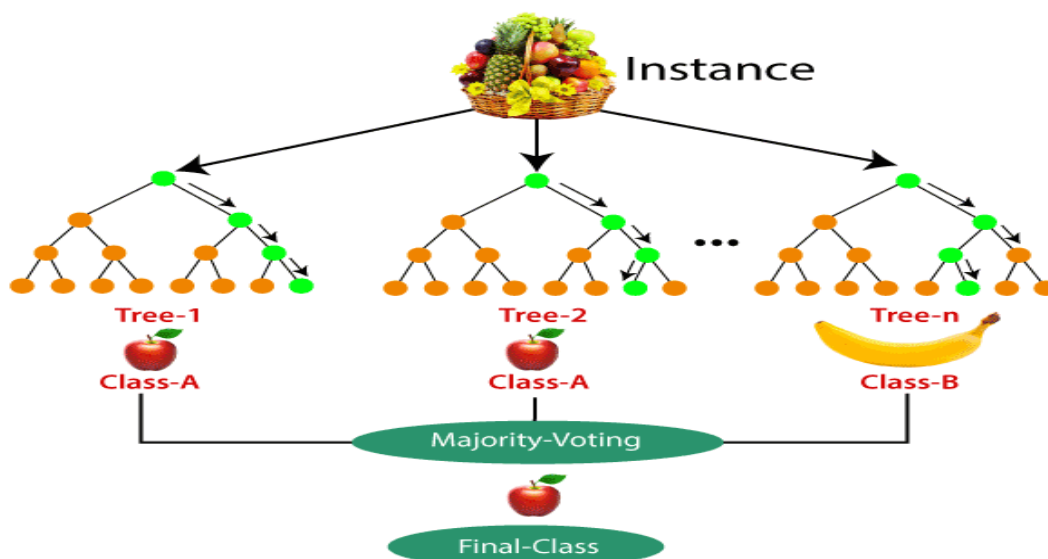 Instance
Tree-1
Tree-2
Tree-n
Class-A
Class-A
Class-B
Majority-Voting
Final-Class